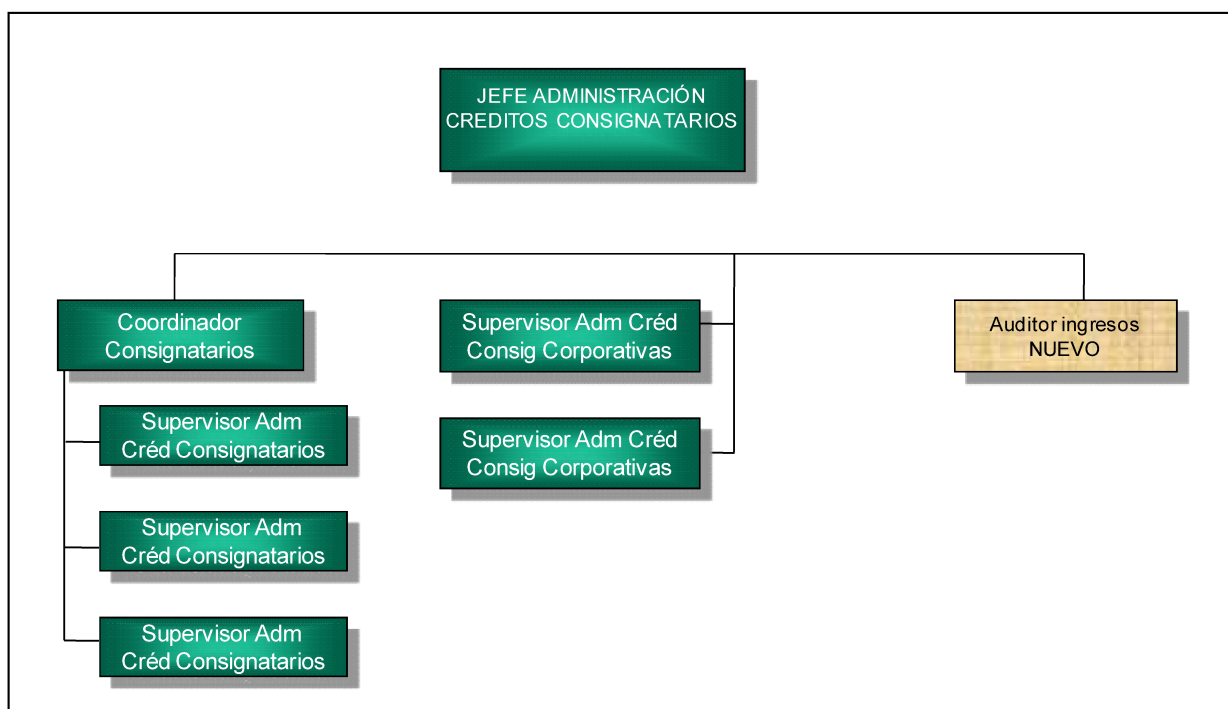 JEFE ADMINISTRACIÓN
CREDITOS CONSIGNATARIOS
Coordinador
Consignatarios
Supervisor Adm
Créd Consignatarios
Supervisor Adm
Créd Consignatarios
Supervisor Adm
Créd Consignatarios
Supervisor Adm Créd
Consig Corporativas
Supervisor Adm Créd
Consig Corporativas
Auditor ingresos
NUEVO